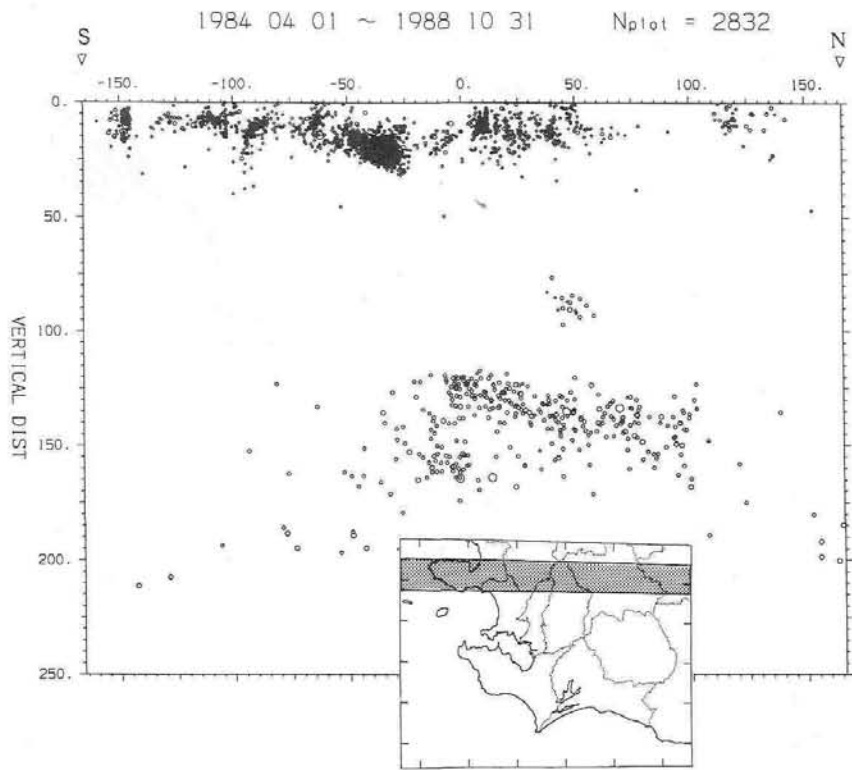 1984 04 01 ~ 1988 10 31 Nplot = 2832
S N
-150. -100. -50. 0. 50. 100. 150.
0.
50.
100.
150.
200.
250.
VERTICAL DIST